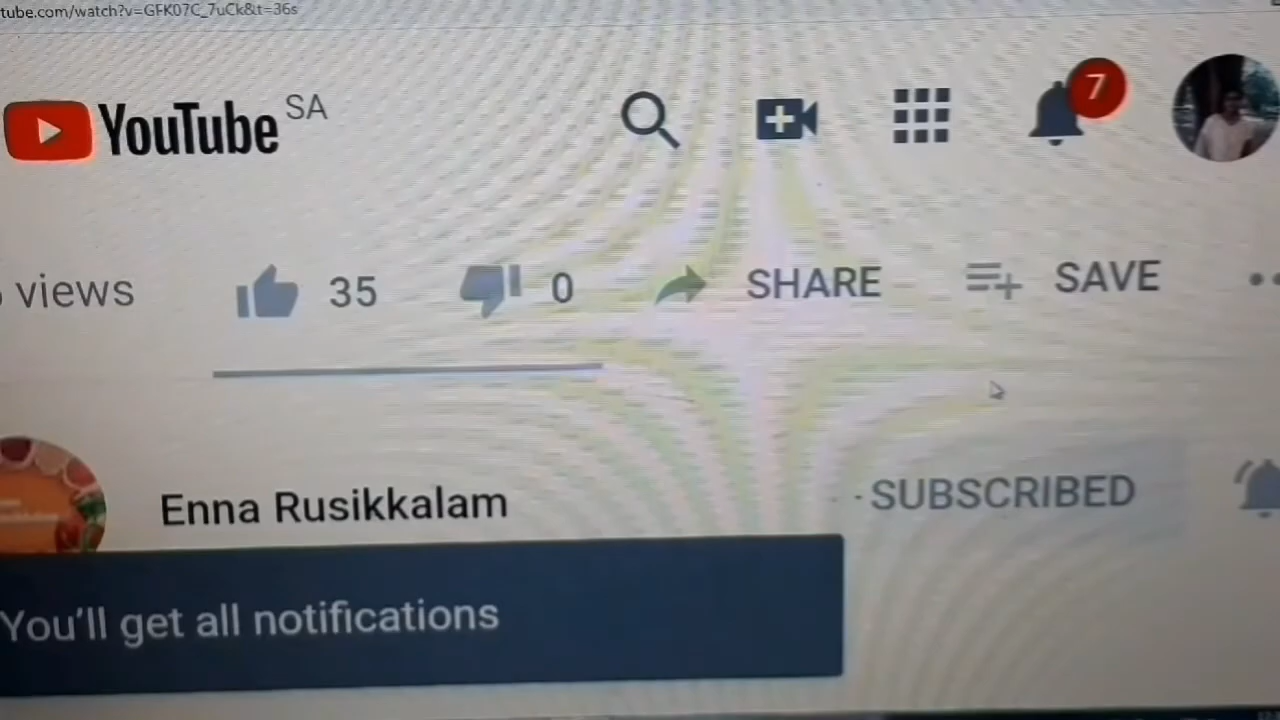 tube.com/watch?v=GFK07C_7uCk&t=36s
YouTube SA
7
views 35 0 SHARE SAVE
Enna Rusikkalam SUBSCRIBED
You'll get all notifications